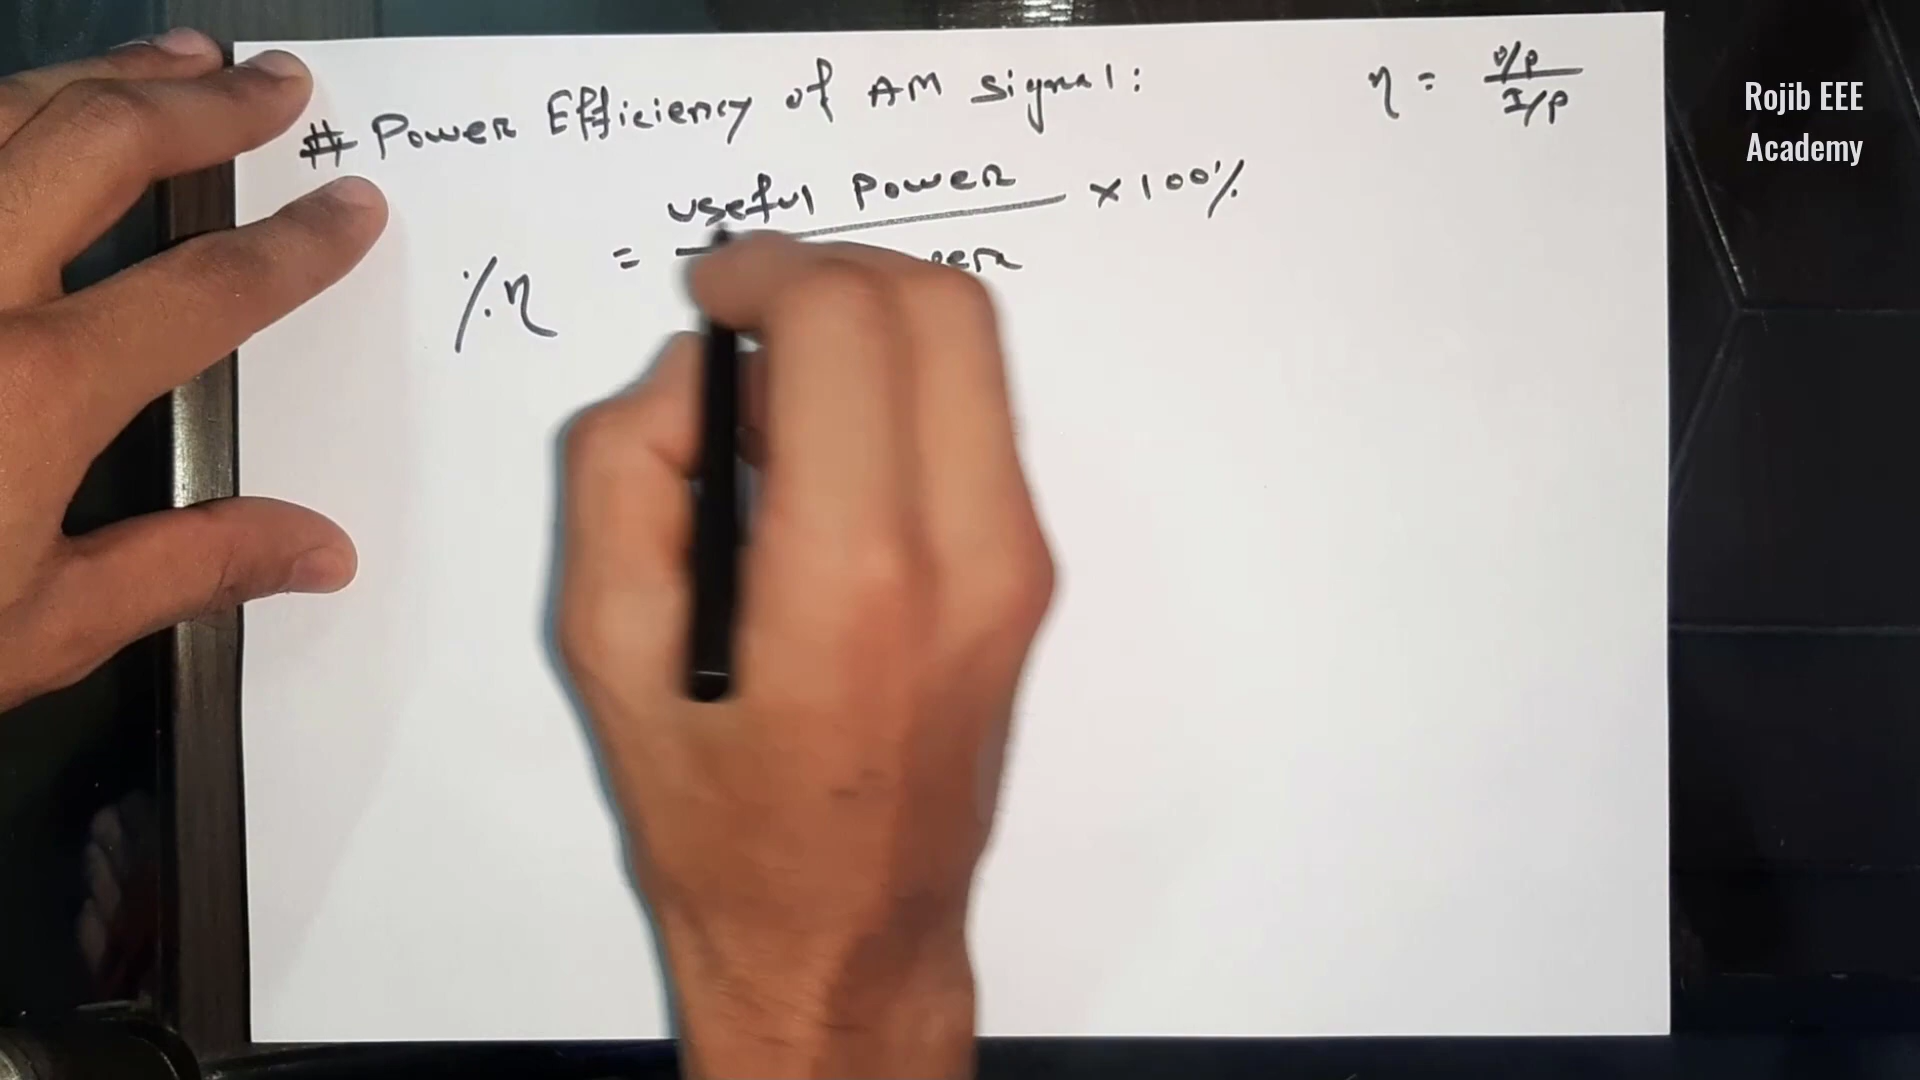 # Power Efficiency of AM Signal:
η = O/P
I/P
Rojib EEE
Academy
useful Power × 100%
%η =